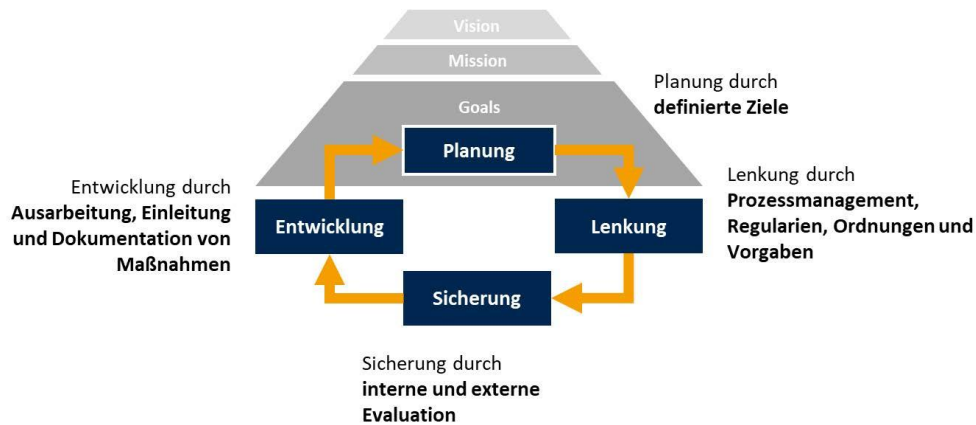 Vision
Mission
Goals
Planung
Planung durch
definierte Ziele
Lenkung
Lenkung durch
Prozessmanagement,
Regularien, Ordnungen und
Vorgaben
Sicherung
Sicherung durch
interne und externe
Evaluation
Entwicklung
Entwicklung durch
Ausarbeitung, Einleitung
und Dokumentation von
Maßnahmen